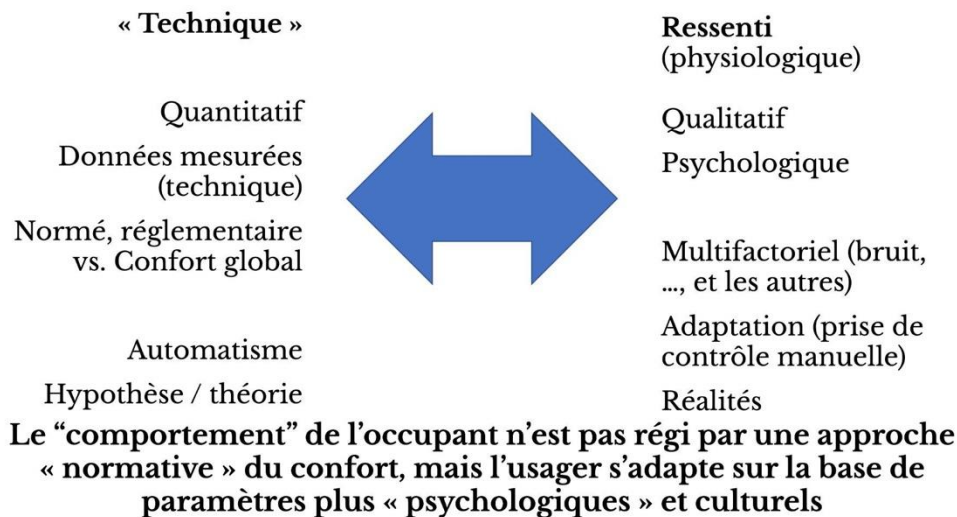 « Technique »
Quantitatif
Données mesurées
(technique)
Normé, réglementaire
vs. Confort global
Automatisme
Hypothèse / théorie
Ressenti
(physiologique)
Qualitatif
Psychologique
Multifactoriel (bruit,
…, et les autres)
Adaptation (prise de
contrôle manuelle)
Réalités
Le “comportement” de l’occupant n’est pas régi par une approche
« normative » du confort, mais l’usager s’adapte sur la base de
paramètres plus « psychologiques » et culturels